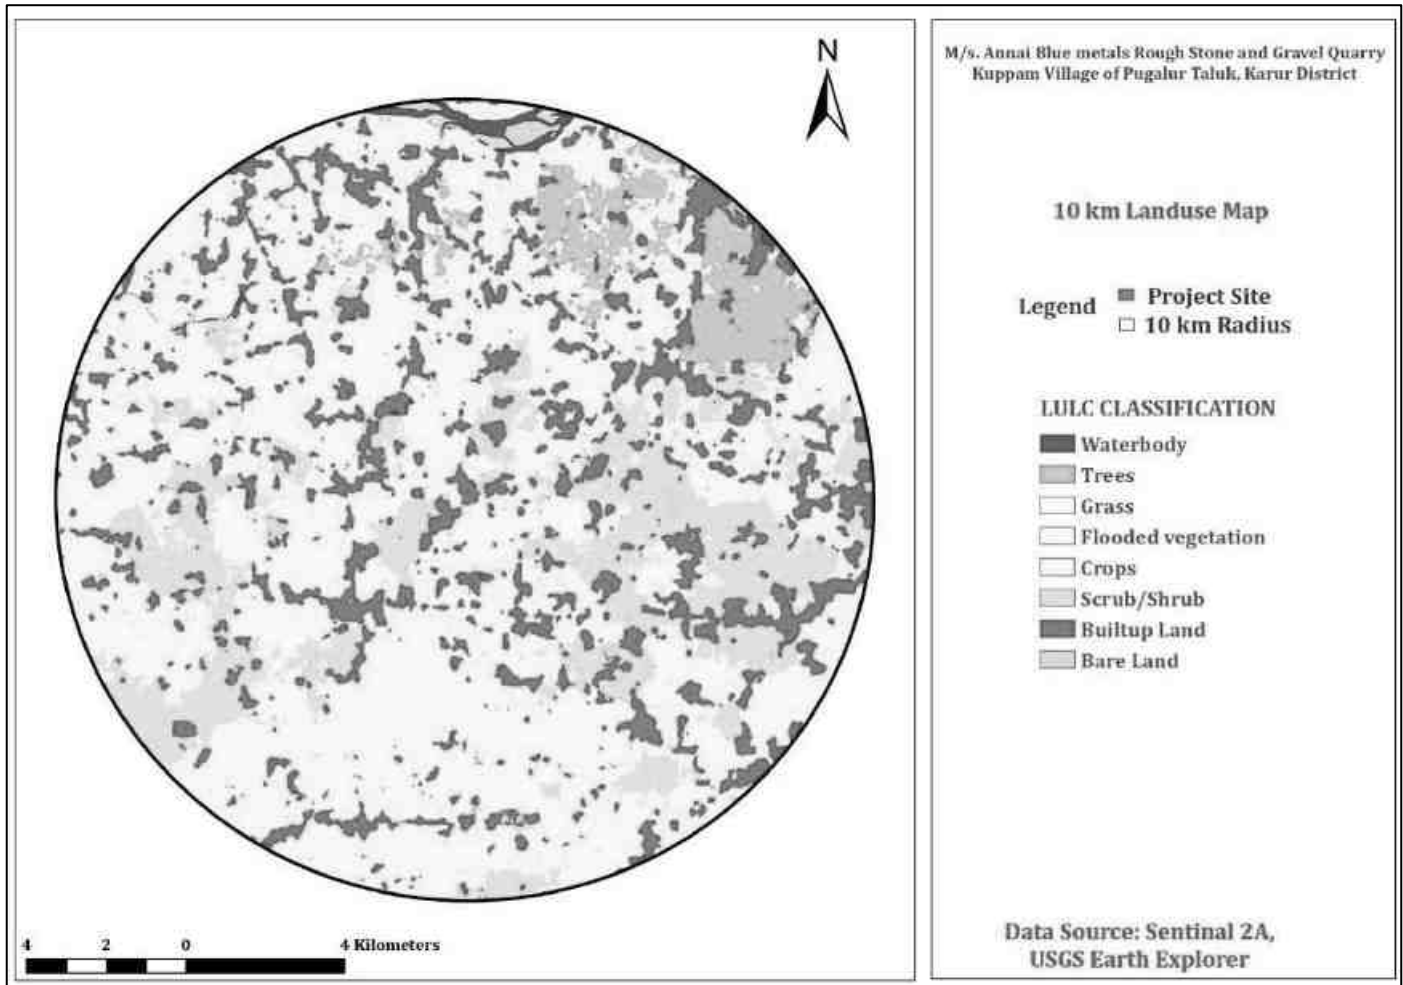 N
M/s. Annai Blue metals Rough Stone and Gravel Quarry
Kuppam Village of Pugalur Taluk, Karur District
10 km Landuse Map
Legend
Project Site
10 km Radius
LULC CLASSIFICATION
Waterbody
Trees
Grass
Flooded vegetation
Crops
Scrub/Shrub
Builtup Land
Bare Land
4 2 0 4 Kilometers
Data Source: Sentinal 2A,
USGS Earth Explorer